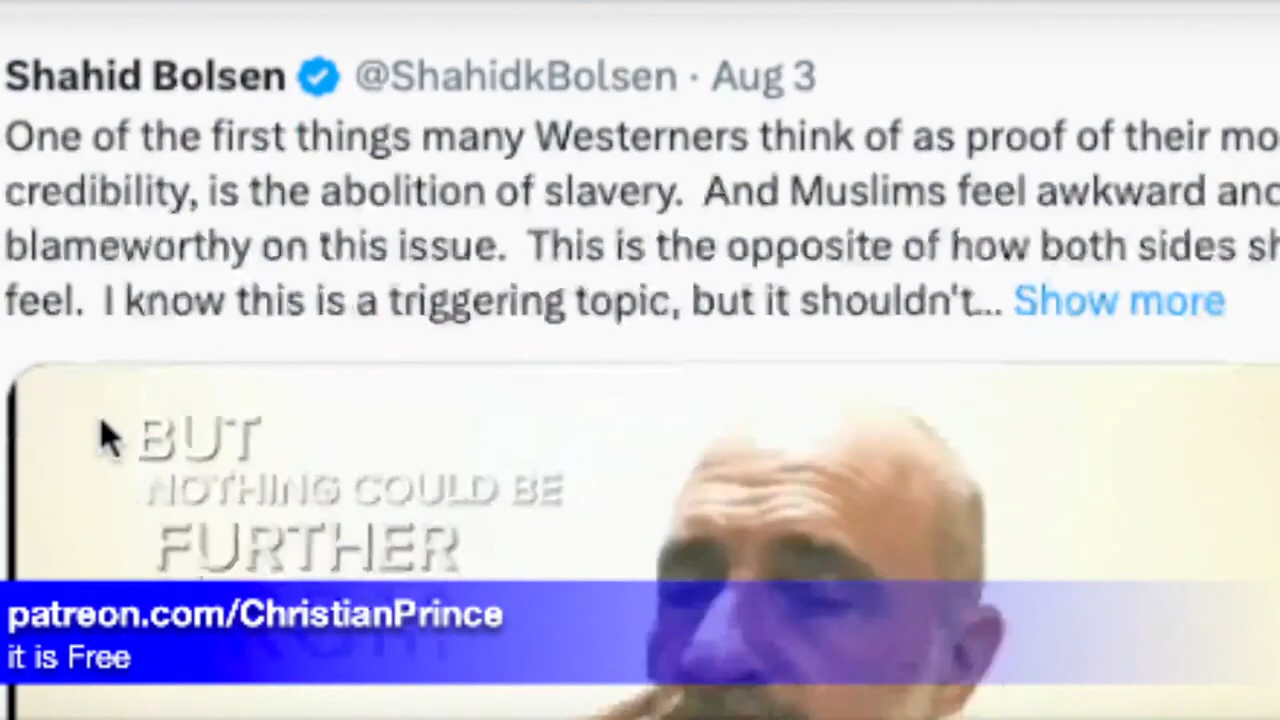 Shahid Bolsen @ShahidkBolsen · Aug 3
One of the first things many Westerners think of as proof of their mo
credibility, is the abolition of slavery. And Muslims feel awkward and
blameworthy on this issue. This is the opposite of how both sides sh
feel. I know this is a triggering topic, but it shouldn't... Show more
BUT
NOTHING COULD BE
FURTHER
patreon.com/ChristianPrince
it is Free